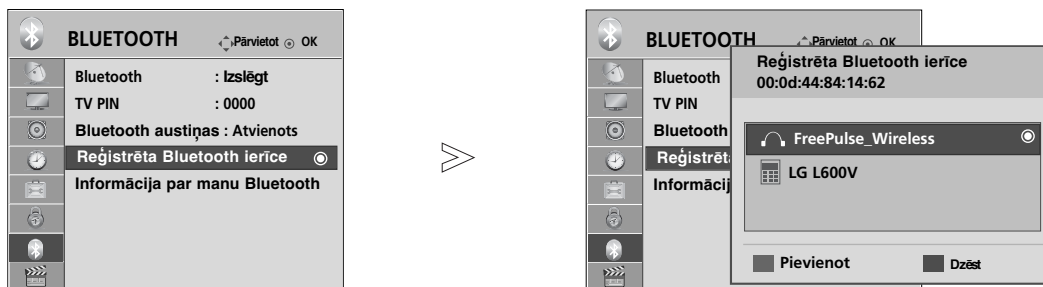 BLUETOOTH Pārvietot OK
Bluetooth : Izslēgt
TV PIN : 0000
Bluetooth austiņas : Atvienots
Reģistrēta Bluetooth ierīce
Informācija par manu Bluetooth
BLUETOOTH Pārvietot OK
Bluetooth
TV PIN
Bluetooth
Reģistrēt
Informācij
Reģistrēta Bluetooth ierīce
00:0d:44:84:14:62
FreePulse_Wireless
LG L600V
Pievienot Dzēst